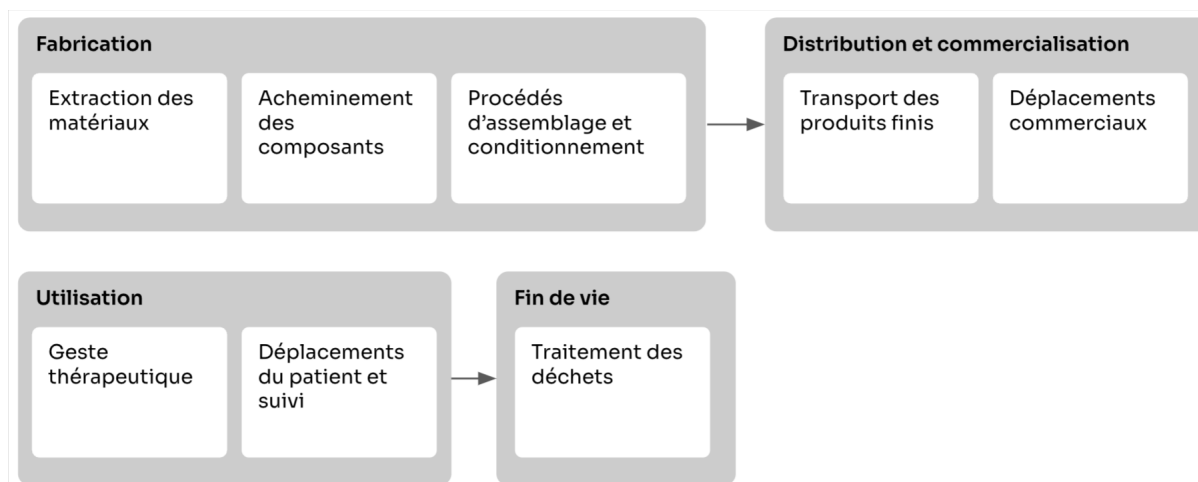 Fabrication
Extraction des
matériaux
Acheminement
des
composants
Procédés
d’assemblage et
conditionnement
Distribution et commercialisation
Transport des
produits finis
Déplacements
commerciaux
Utilisation
Geste
thérapeutique
Déplacements
du patient et
suivi
Fin de vie
Traitement des
déchets